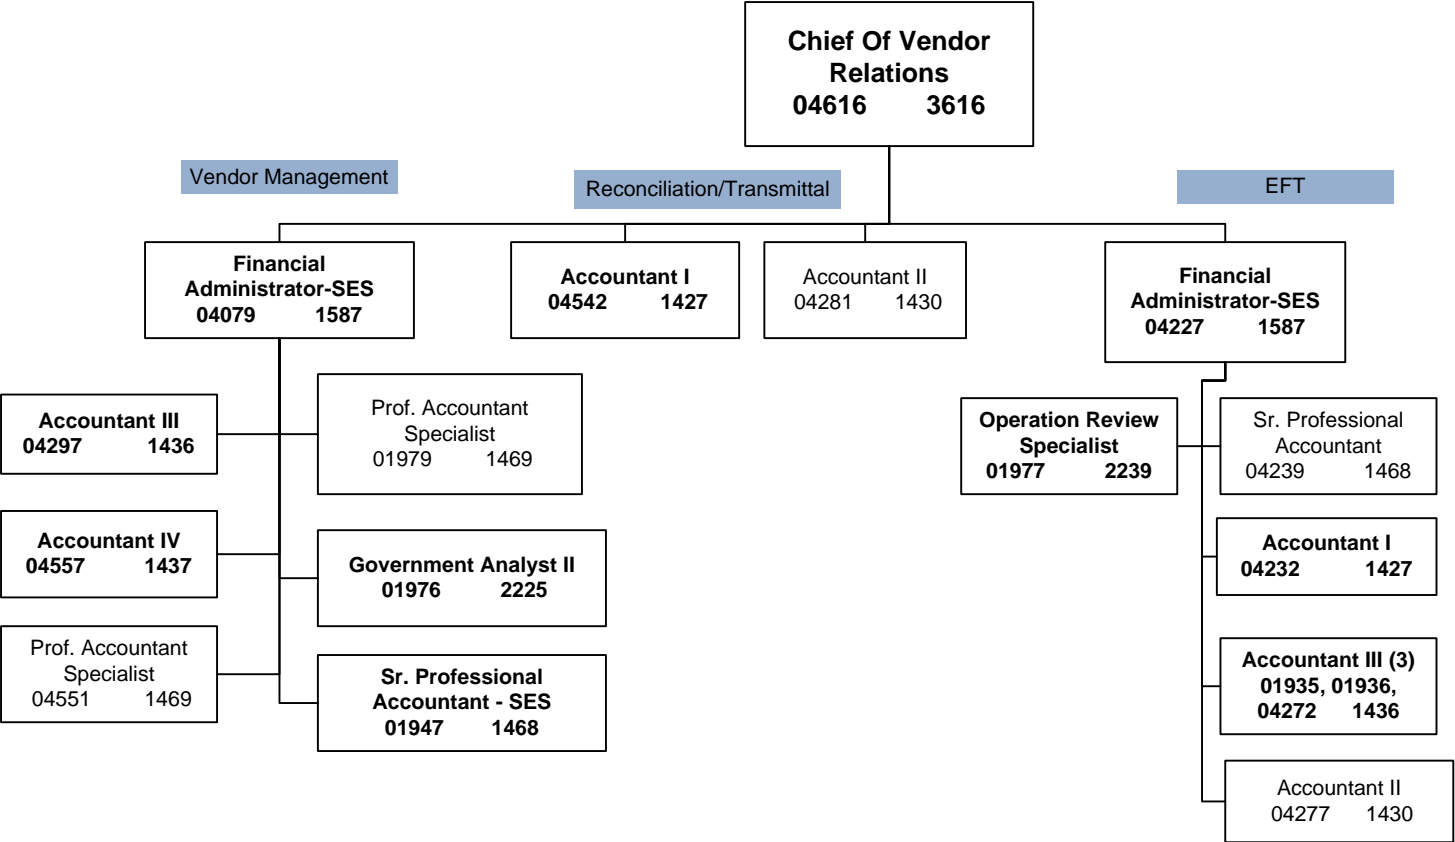 Chief Of Vendor
Relations
04616 3616
Vendor Management
Reconciliation/Transmittal
EFT
Financial
Administrator-SES
04079 1587
Accountant I
04542 1427
Accountant II
04281 1430
Financial
Administrator-SES
04227 1587
Accountant III
04297 1436
Prof. Accountant
Specialist
01979 1469
Operation Review
Specialist
01977 2239
Sr. Professional
Accountant
04239 1468
Accountant IV
04557 1437
Government Analyst II
01976 2225
Accountant I
04232 1427
Prof. Accountant
Specialist
04551 1469
Sr. Professional
Accountant - SES
01947 1468
Accountant III (3)
01935, 01936,
04272 1436
Accountant II
04277 1430